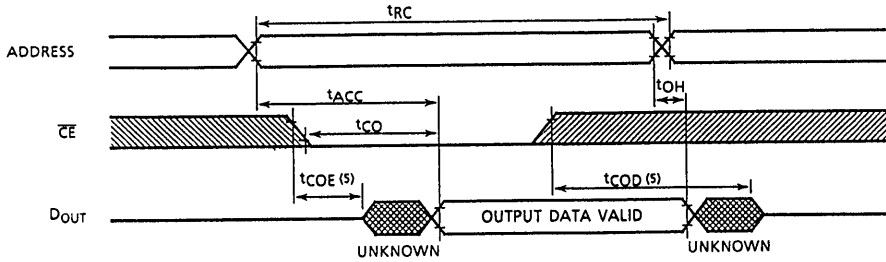 tRC
ADDRESS
tACC
tOH
CE
tCO
tCOE (5)
tCOD (5)
DOUT
OUTPUT DATA VALID
UNKNOWN
UNKNOWN